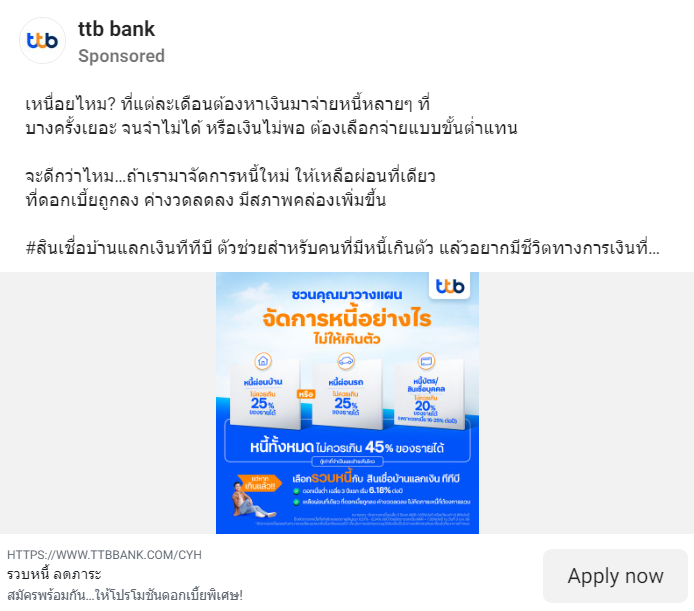 ttb bank
Sponsored
เหนื่อยไหม? ที่แต่ละเดือนต้องหาเงินมาจ่ายหนี้หลายๆ ที่
บางครั้งเยอะ จนจำไม่ได้ หรือเงินไม่พอ ต้องเลือกจ่ายแบบขั้นต่ำแทน
จะดีกว่าไหม...ถ้าเรามาจัดการหนี้ใหม่ ให้เหลือผ่อนที่เดียว
ที่ดอกเบี้ยถูกลง ค่างวดลดลง มีสภาพคล่องเพิ่มขึ้น
#สินเชื่อบ้านแลกเงินทีทีบี ตัวช่วยสำหรับคนที่มีหนี้เกินตัว แล้วอยากมีชีวิตทางการเงินที่...
ttb
ชวนคุณมาวางแผน
จัดการหนี้อย่างไร
ไม่ให้เกินตัว
หนี้ผ่อนบ้าน
ไม่ควรเกิน
25%
ของรายได้
หรือ
หนี้ผ่อนรถ
ไม่ควรเกิน
25%
ของรายได้
หนี้บัตร/
สินเชื่อบุคคล
ไม่ควรเกิน
20%
ของรายได้
หนี้ทั้งหมด ไม่ควรเกิน 45% ของรายได้
เลือกรวบหนี้กับ สินเชื่อบ้านแลกเงิน ทีทีบี
ดอกเบี้ยต่ำ เฉลี่ย 3 ปีแรก เริ่ม 6.18% ต่อปี
HTTPS://WWW.TTBBANK.COM/CYH
รวบหนี้ ลดภาระ
สมัครพร้อมกัน...ให้โปรโมชันดอกเบี้ยพิเศษ!
Apply now